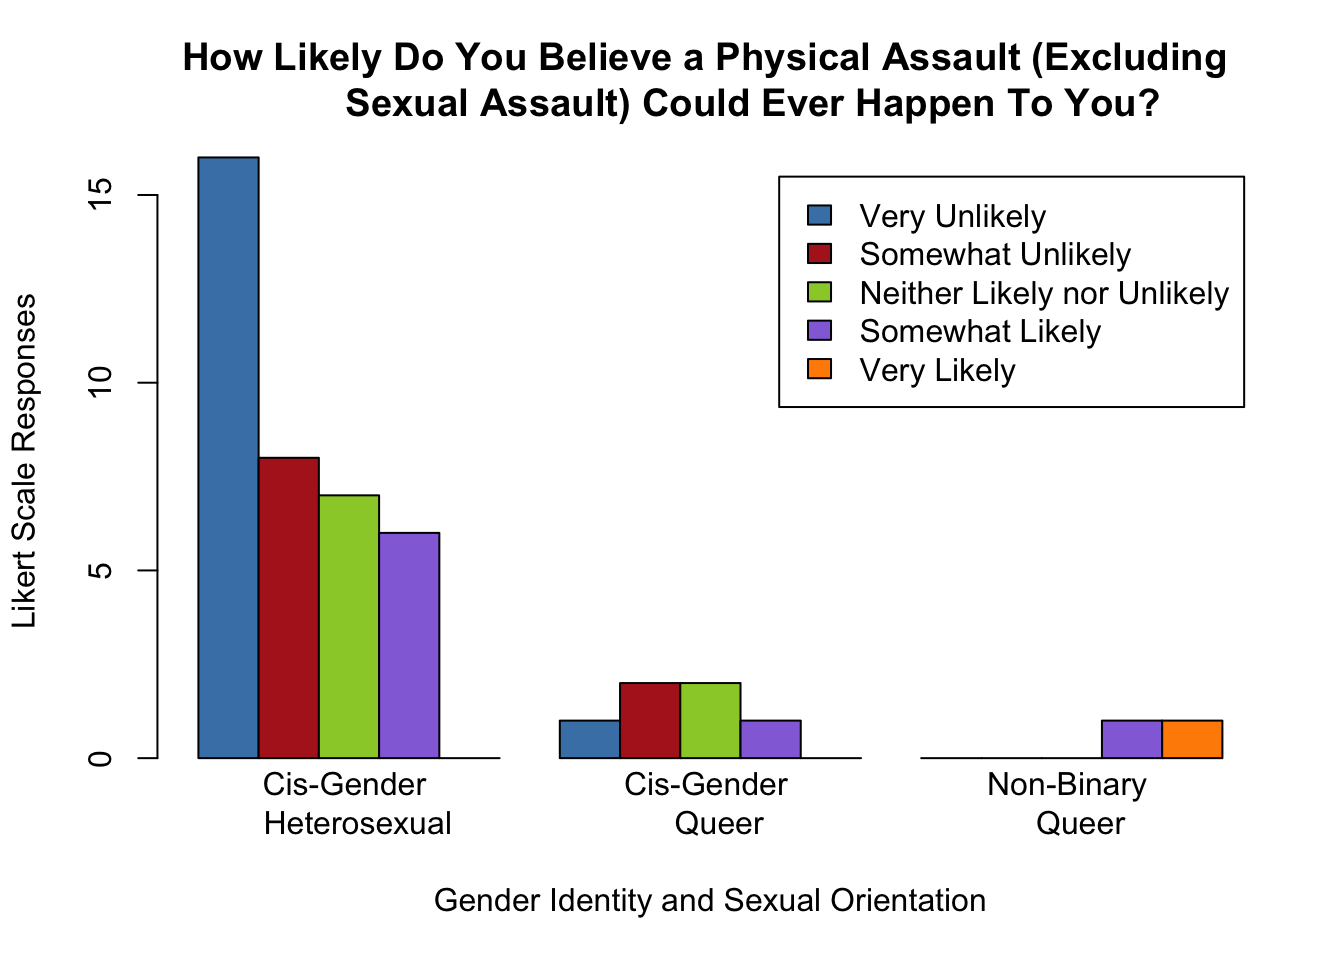 How Likely Do You Believe a Physical Assault (Excluding
Sexual Assault) Could Ever Happen To You?
Likert Scale Responses
15
10
5
0
Very Unlikely
Somewhat Unlikely
Neither Likely nor Unlikely
Somewhat Likely
Very Likely
Cis-Gender
Heterosexual
Cis-Gender
Queer
Non-Binary
Queer
Gender Identity and Sexual Orientation